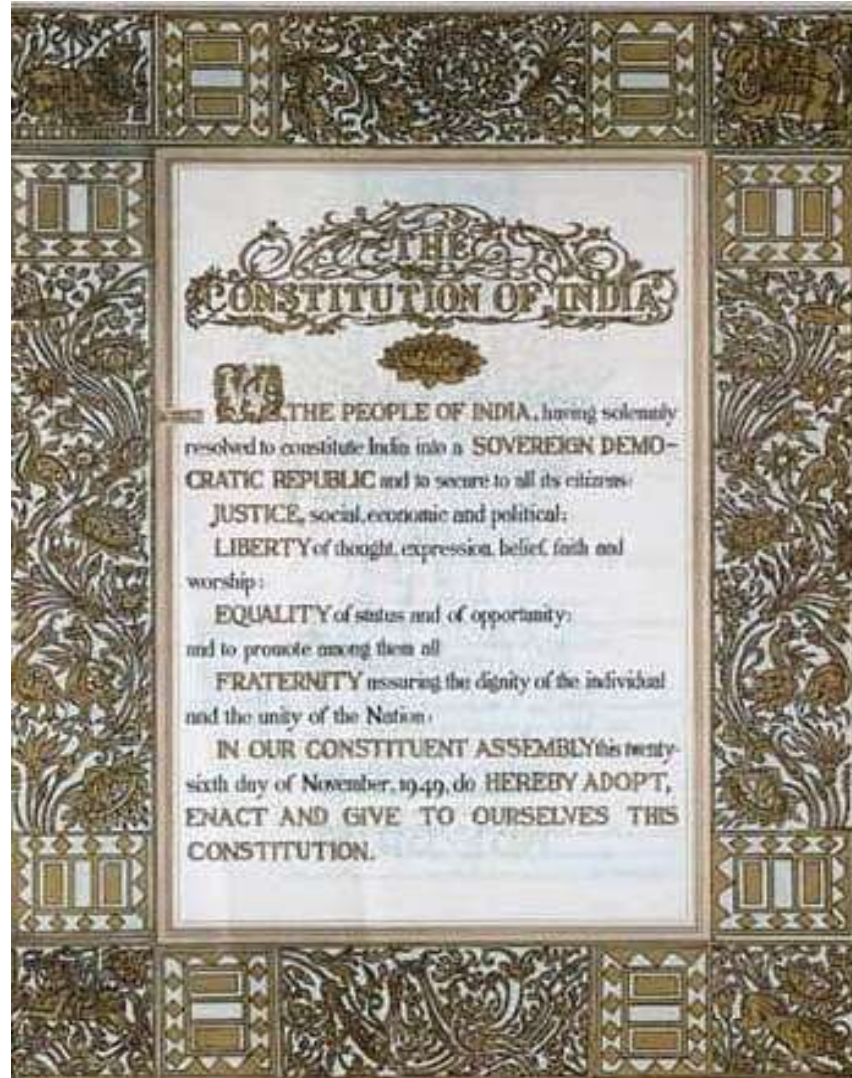 THE
CONSTITUTION OF INDIA
WE, THE PEOPLE OF INDIA, having solemnly
resolved to constitute India into a SOVEREIGN DEMO-
CRATIC REPUBLIC and to secure to all its citizens:
JUSTICE, social, economic and political;
LIBERTY of thought, expression, belief, faith and
worship;
EQUALITY of status and of opportunity;
and to promote among them all
FRATERNITY assuring the dignity of the individual
and the unity of the Nation;
IN OUR CONSTITUENT ASSEMBLY this twenty-
sixth day of November, 1949, do HEREBY ADOPT,
ENACT AND GIVE TO OURSELVES THIS
CONSTITUTION.